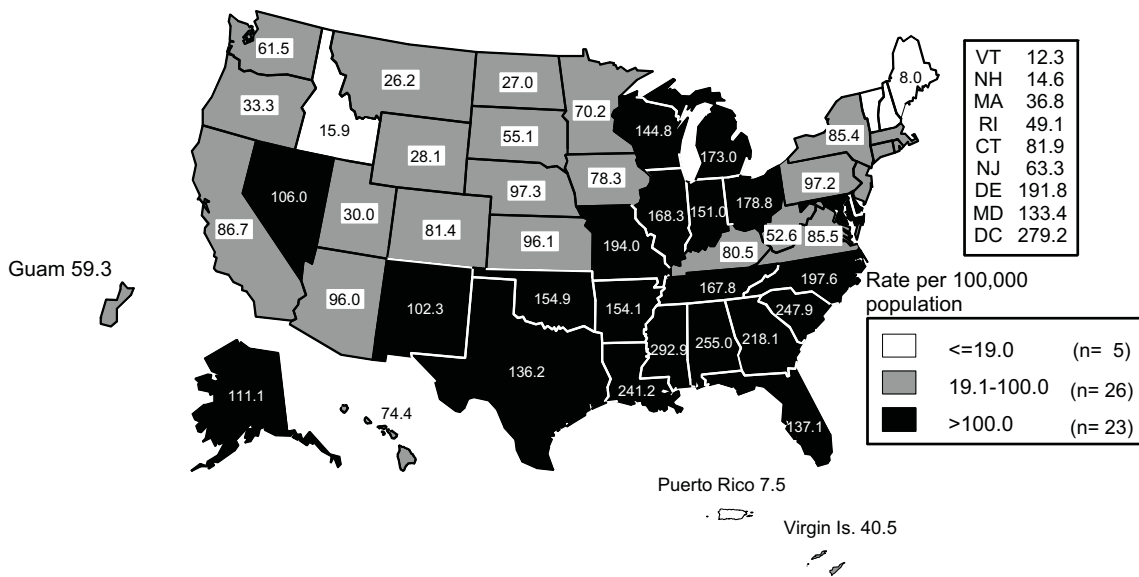 61.5
26.2
27.0
8.0
VT 12.3
NH 14.6
MA 36.8
RI 49.1
CT 81.9
NJ 63.3
DE 191.8
MD 133.4
DC 279.2
33.3
70.2
15.9
55.1
144.8
85.4
28.1
173.0
97.3
78.3
97.2
106.0
30.0
178.8
168.3
151.0
86.7
81.4
96.1
194.0
52.6
85.5
80.5
Guam 59.3
96.0
102.3
154.9
154.1
167.8
197.6
247.9
292.9
255.0
218.1
136.2
241.2
137.1
111.1
74.4
Rate per 100,000
population
<=19.0 (n= 5)
19.1-100.0 (n= 26)
>100.0 (n= 23)
Puerto Rico 7.5
Virgin Is. 40.5